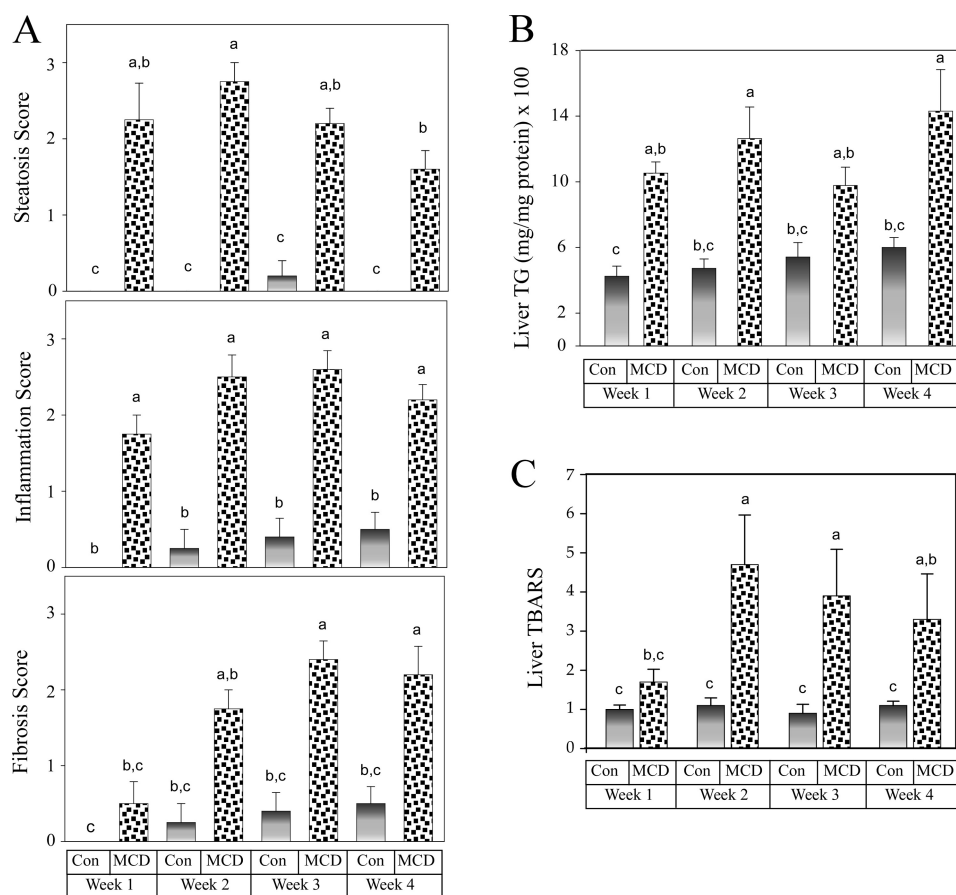 A
Steatosis Score
3
2
1
0
c
a,b
c
a
c
a,b
c
b
Inflammation Score
3
2
1
0
b
a
b
a
b
a
b
a
Fibrosis Score
3
2
1
0
c
b,c
b,c
a,b
b,c
a
b,c
a
Con MCD Con MCD Con MCD Con MCD
Week 1 Week 2 Week 3 Week 4
B
Liver TG (mg/mg protein) x 100
18
14
10
6
2
0
c
a,b
b,c
a
b,c
a,b
b,c
a
Con MCD Con MCD Con MCD Con MCD
Week 1 Week 2 Week 3 Week 4
C
Liver TBARS
7
6
5
4
3
2
1
0
c
b,c
c
a
c
a
c
a,b
Con MCD Con MCD Con MCD Con MCD
Week 1 Week 2 Week 3 Week 4